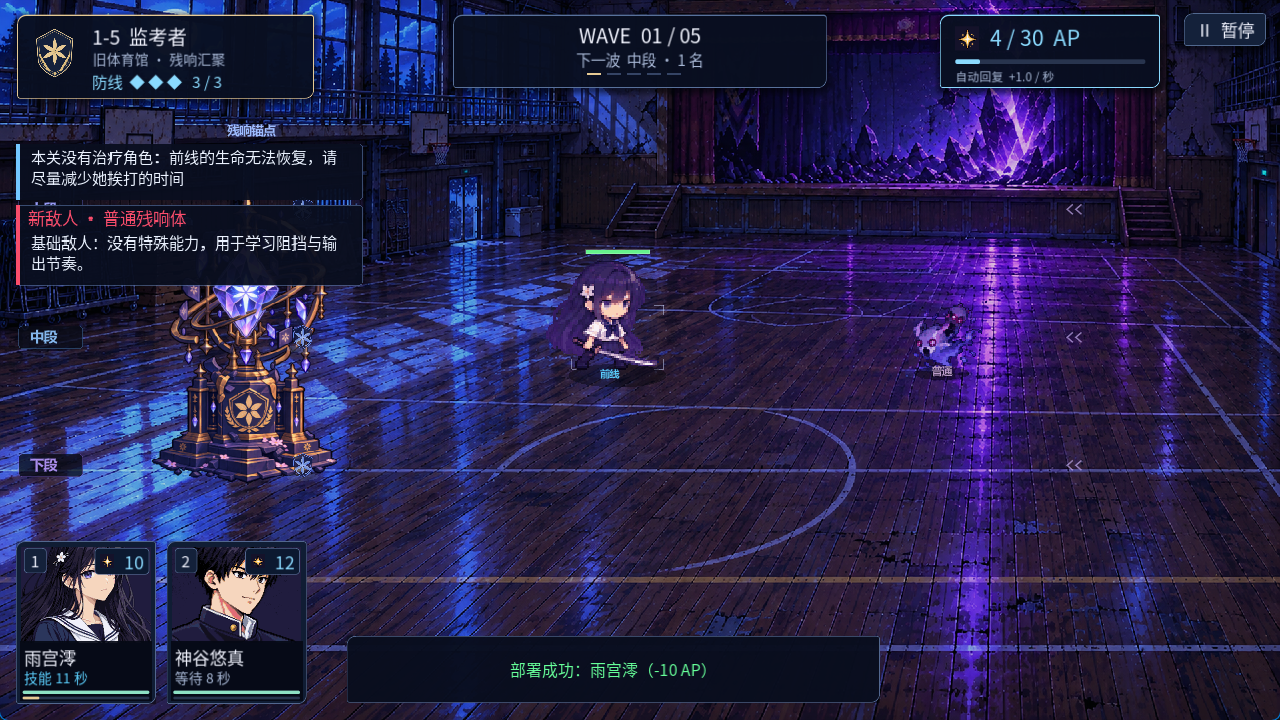 1-5 监考者
旧体育馆 · 残响汇聚
防线 3 / 3
WAVE 01 / 05
下一波 中段 · 1 名
4 / 30 AP
自动回复 +1.0 / 秒
暂停
残响锚点
本关没有治疗角色：前线的生命无法恢复，请
尽量减少她挨打的时间
新敌人 · 普通残响体
基础敌人：没有特殊能力，用于学习阻挡与输
出节奏。
中段
下段
前线
普通
1
10
雨宫澪
技能 11 秒
2
12
神谷悠真
等待 8 秒
部署成功：雨宫澪（-10 AP）